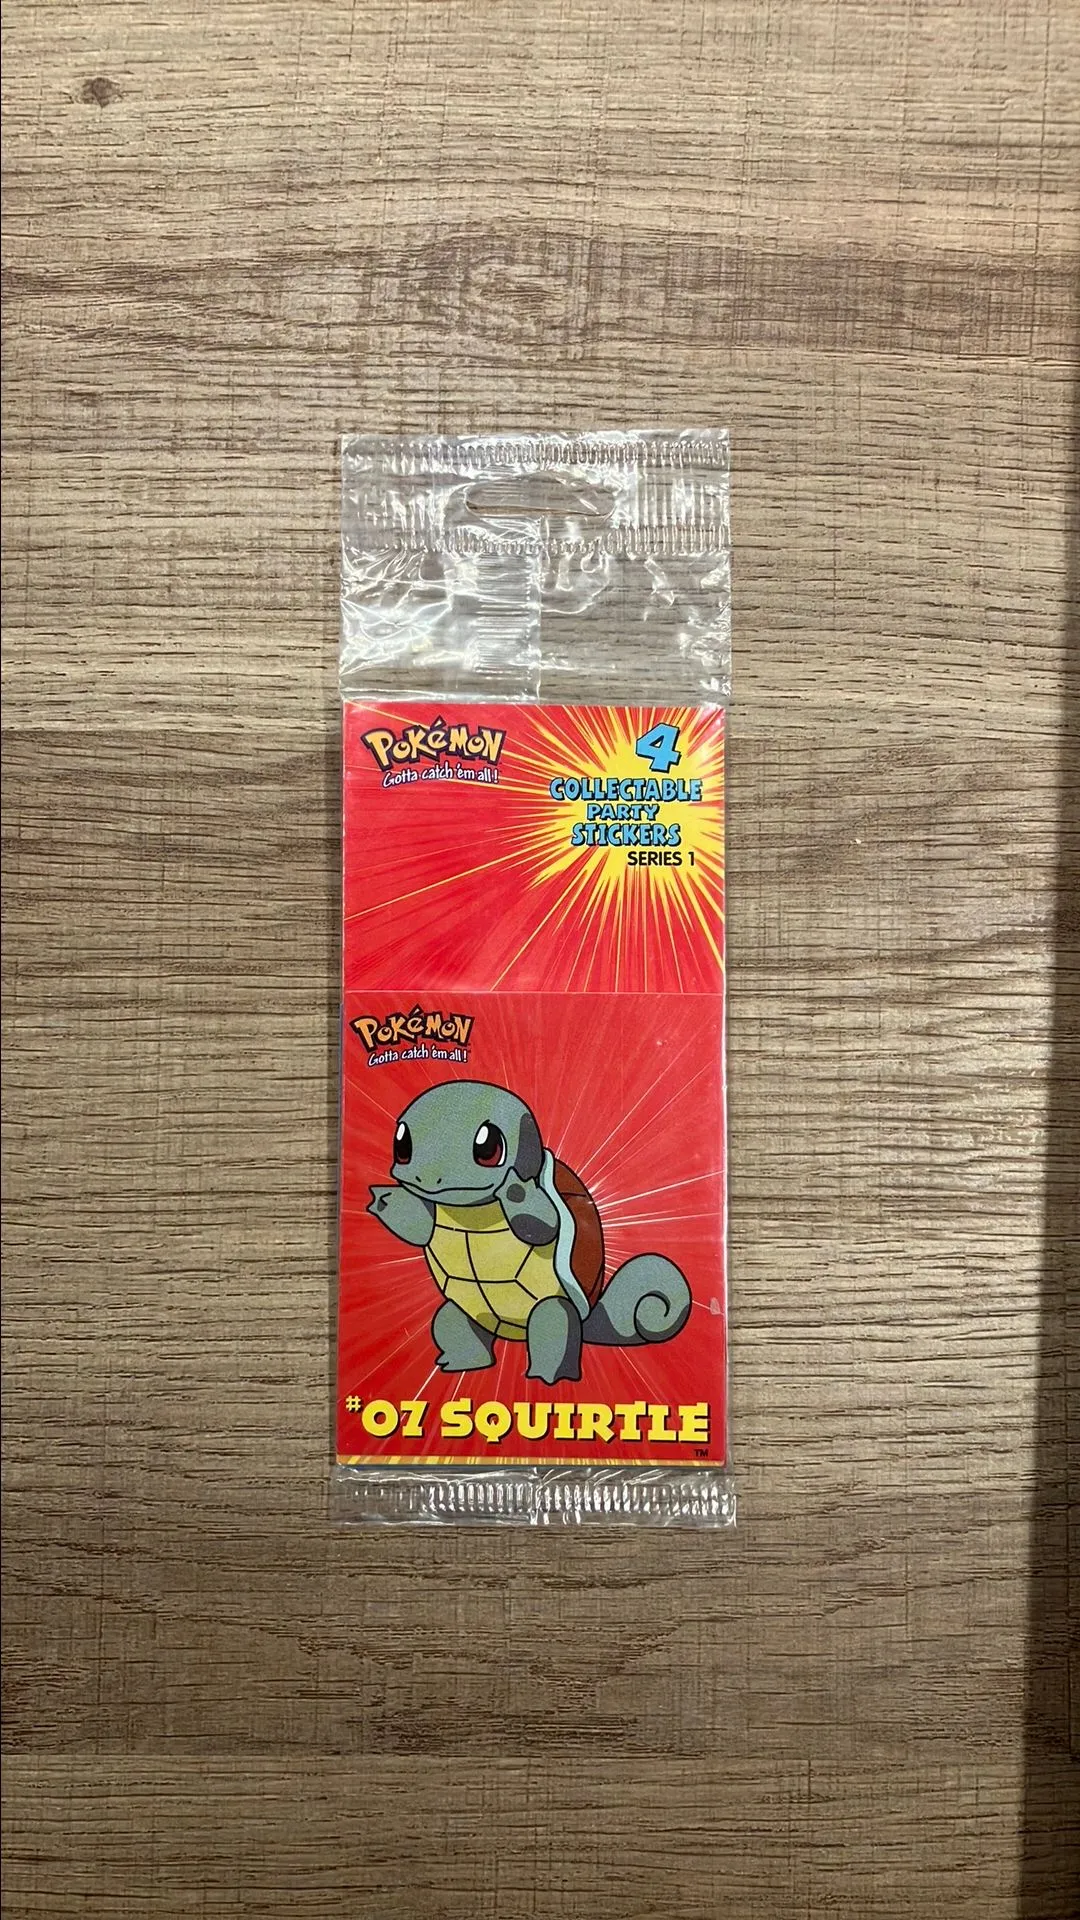 Pokémon
Gotta catch 'em all!
4
COLLECTABLE
PARTY
STICKERS
SERIES 1
Pokémon
Gotta catch 'em all!
#07 SQUIRTLE
TM